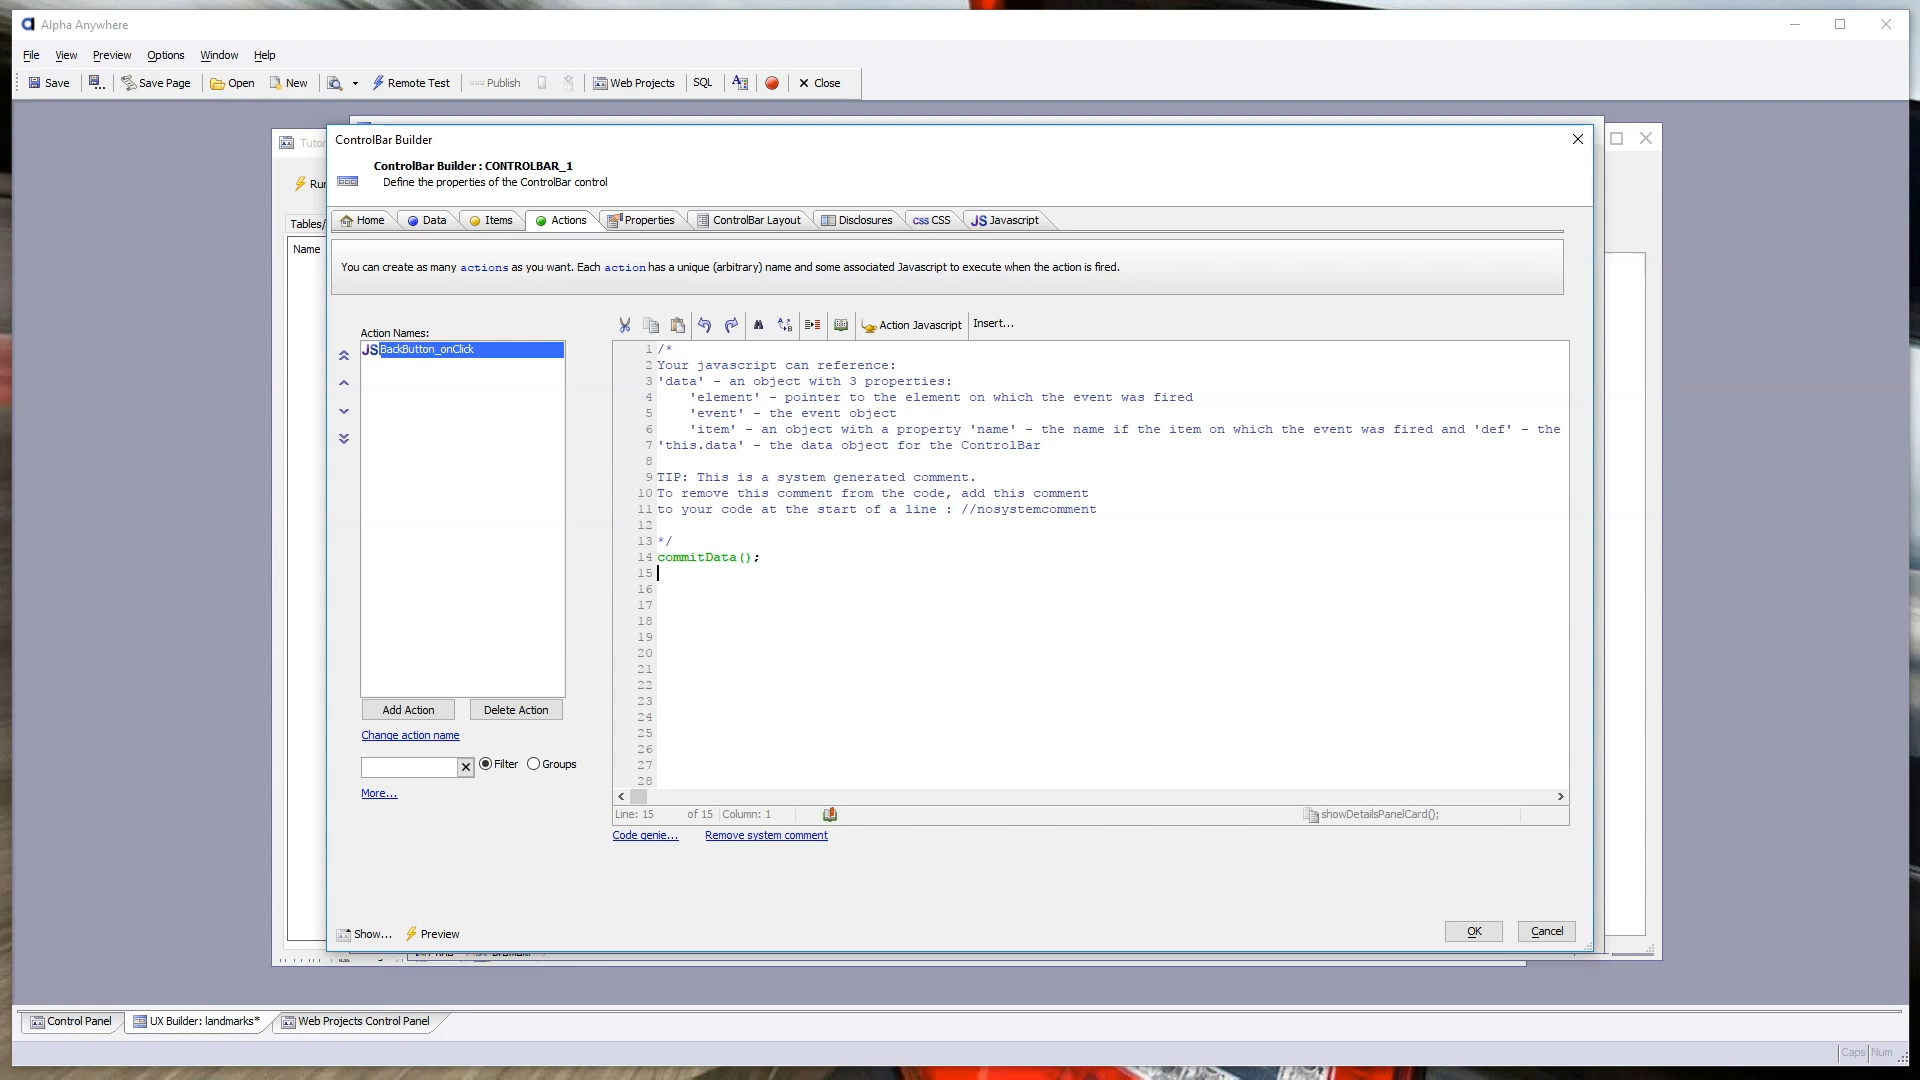 Alpha Anywhere
File View Preview Options Window Help
Save Save Page Open New Remote Test Publish Web Projects SQL Close
ControlBar Builder
ControlBar Builder : CONTROLBAR_1
Define the properties of the ControlBar control
Run
Home Data Items Actions Properties ControlBar Layout Disclosures CSS CSS JS Javascript
Tables/
Name
You can create as many actions as you want. Each action has a unique (arbitrary) name and some associated Javascript to execute when the action is fired.
Action Javascript Insert...
Action Names:
JS BackButton_onClick
1 /*
2 Your javascript can reference:
3 'data' - an object with 3 properties:
4 'element' - pointer to the element on which the event was fired
5 'event' - the event object
6 'item' - an object with a property 'name' - the name if the item on which the event was fired and 'def' - the
7 'this.data' - the data object for the ControlBar
8
9 TIP: This is a system generated comment.
10 To remove this comment from the code, add this comment
11 to your code at the start of a line : //nosystemcomment
12
13 */
14 commitData();
15
16
17
18
19
20
21
22
23
24
25
26
27
28
Add Action Delete Action
Change action name
Filter Groups
More...
Line: 15 of 15 Column: 1 showDetailsPanelCard();
Code genie... Remove system comment
Show... Preview OK Cancel
Control Panel UX Builder: landmarks* Web Projects Control Panel
Caps Num